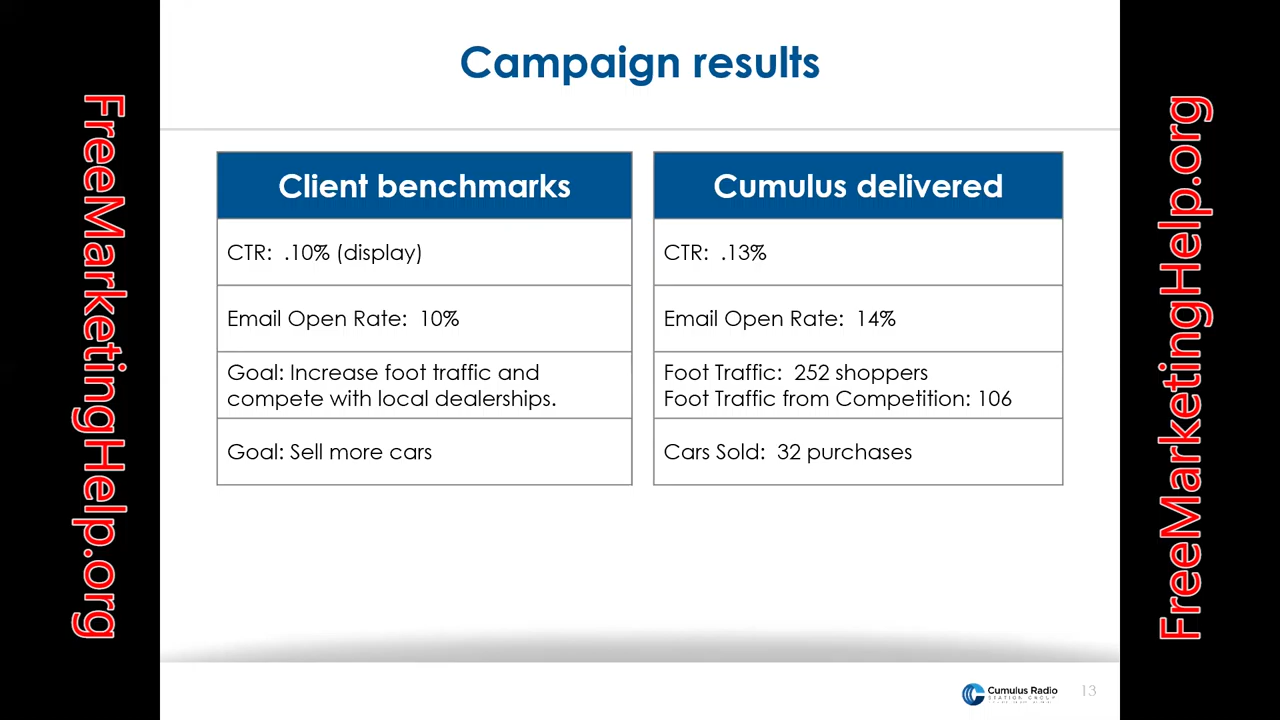 Campaign results
Client benchmarks
CTR: .10% (display)
Email Open Rate: 10%
Goal: Increase foot traffic and
compete with local dealerships.
Goal: Sell more cars
Cumulus delivered
CTR: .13%
Email Open Rate: 14%
Foot Traffic: 252 shoppers
Foot Traffic from Competition: 106
Cars Sold: 32 purchases
FreeMarketingHelp.org
FreeMarketingHelp.org
Cumulus Radio
STATION GROUP
13